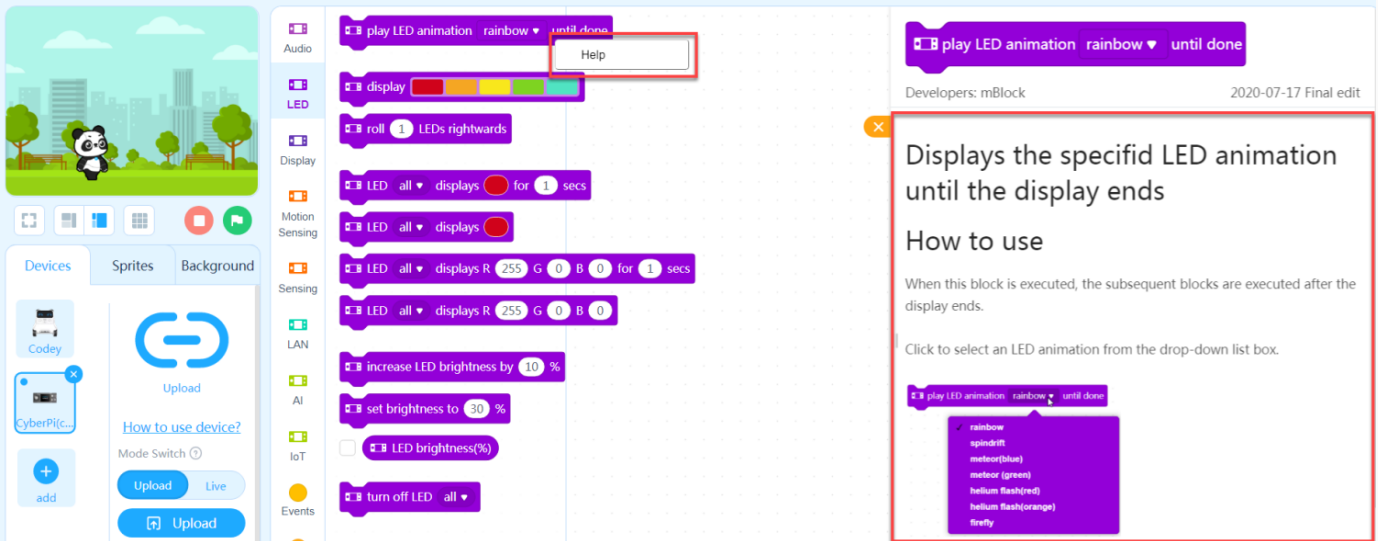 Audio
LED
Display
Motion
Sensing
Sensing
LAN
AI
IoT
Events
play LED animation rainbow until done
Help
display
roll 1 LEDs rightwards
LED all displays for 1 secs
LED all displays
LED all displays R 255 G 0 B 0 for 1 secs
LED all displays R 255 G 0 B 0
increase LED brightness by 10 %
set brightness to 30 %
LED brightness(%)
turn off LED all
Devices Sprites Background
Codey
CyberPi(c...
add
Upload
How to use device?
Mode Switch ?
Upload Live
Upload
play LED animation rainbow until done
Developers: mBlock 2020-07-17 Final edit
Displays the specifid LED animation
until the display ends
How to use
When this block is executed, the subsequent blocks are executed after the
display ends.
Click to select an LED animation from the drop-down list box.
play LED animation rainbow until done
rainbow
spindrift
meteor(blue)
meteor (green)
helium flash(red)
helium flash(orange)
firefly